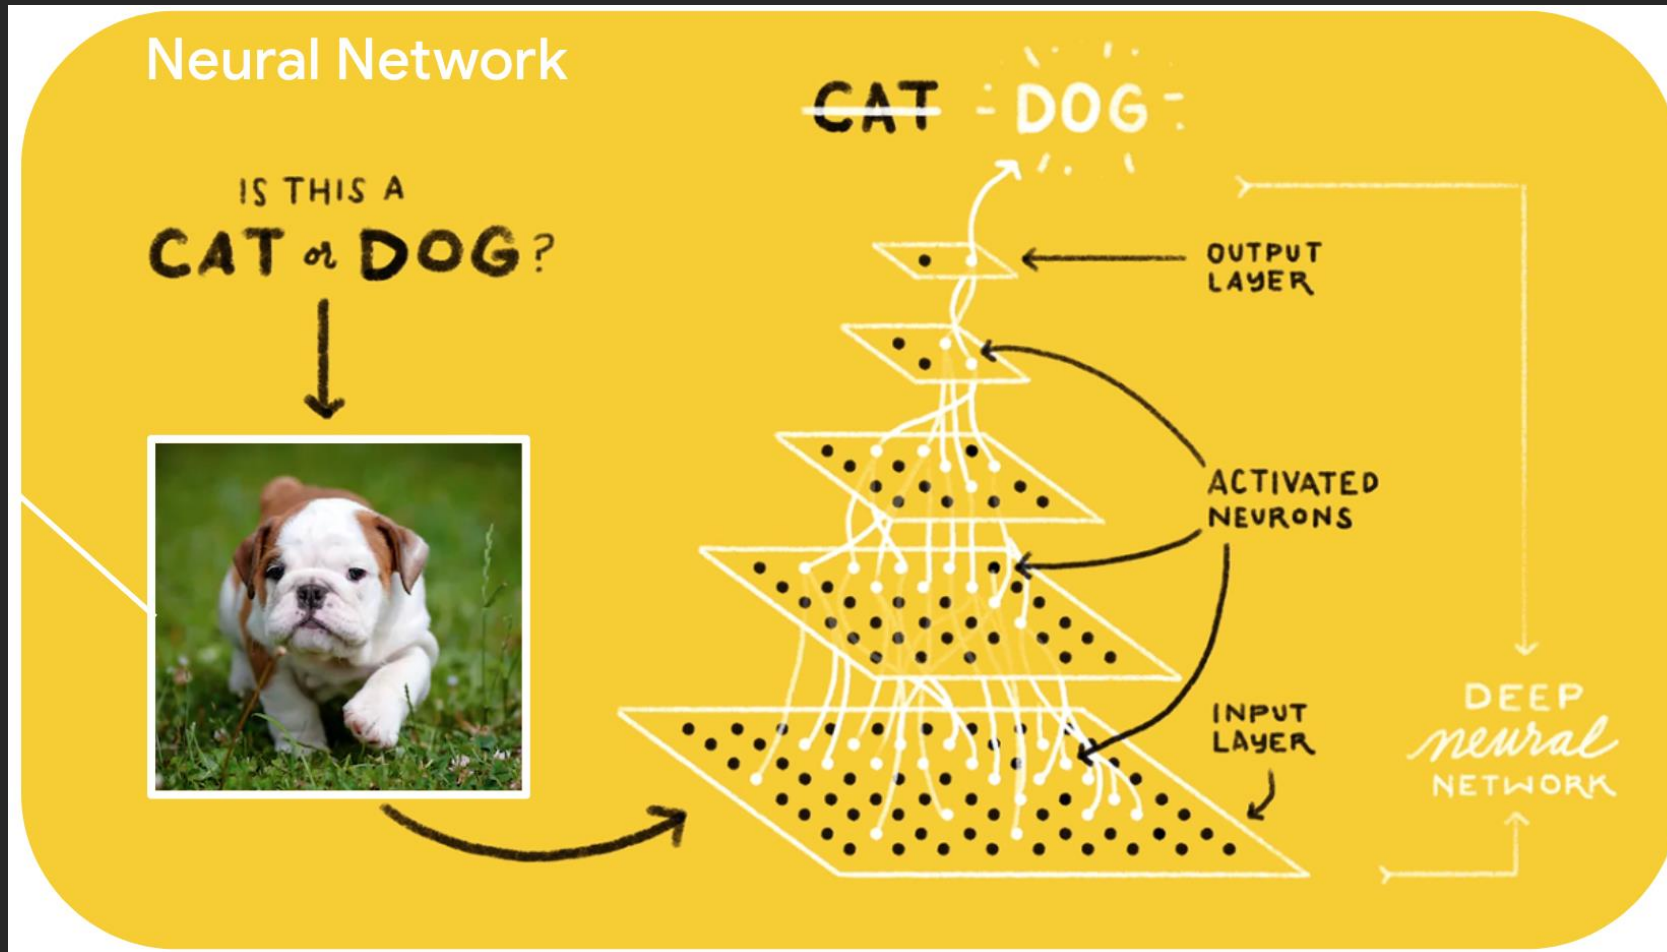 Neural Network
IS THIS A
CAT or DOG?
CAT DOG
OUTPUT
LAYER
ACTIVATED
NEURONS
INPUT
LAYER
DEEP
neural
NETWORK